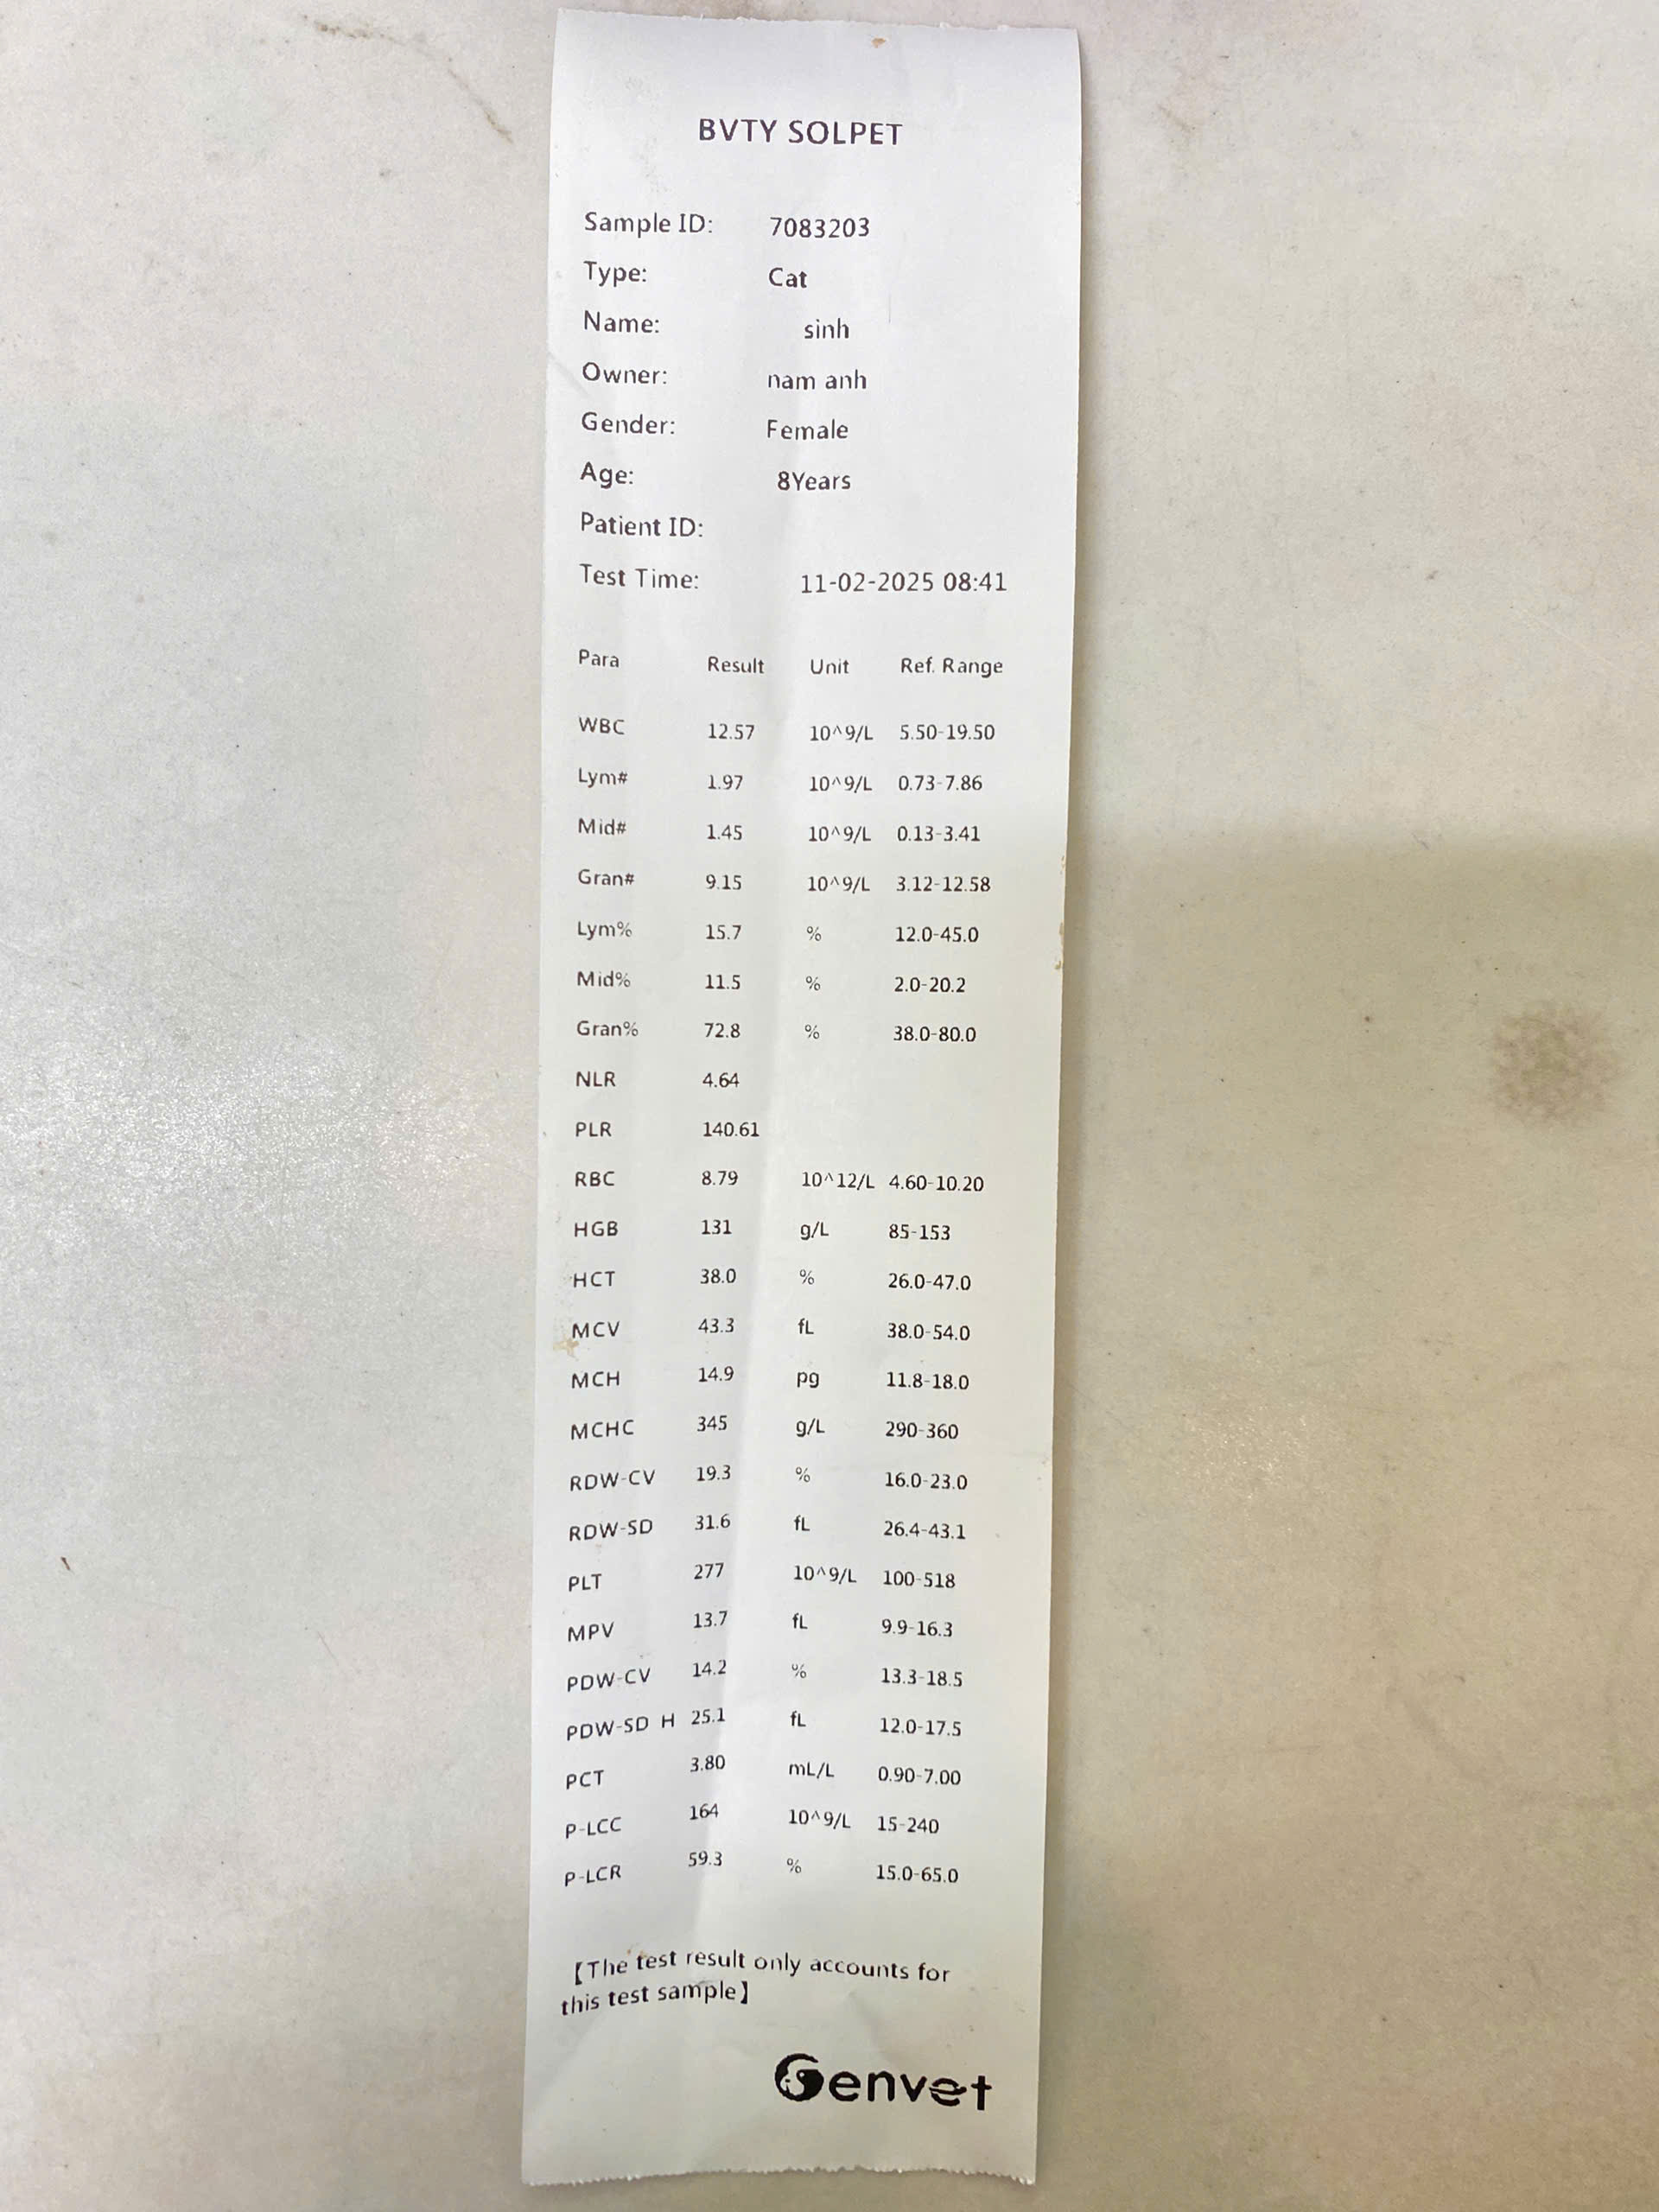 BVTY SOLPET
Sample ID: 7083203
Type: Cat
Name: sinh
Owner: nam anh
Gender: Female
Age: 8Years
Patient ID:
Test Time: 11-02-2025 08:41
Para Result Unit Ref. Range
WBC 12.57 10^9/L 5.50-19.50
Lym# 1.97 10^9/L 0.73-7.86
Mid# 1.45 10^9/L 0.13-3.41
Gran# 9.15 10^9/L 3.12-12.58
Lym% 15.7 % 12.0-45.0
Mid% 11.5 % 2.0-20.2
Gran% 72.8 % 38.0-80.0
NLR 4.64
PLR 140.61
RBC 8.79 10^12/L 4.60-10.20
HGB 131 g/L 85-153
HCT 38.0 % 26.0-47.0
MCV 43.3 fL 38.0-54.0
MCH 14.9 pg 11.8-18.0
MCHC 345 g/L 290-360
RDW-CV 19.3 % 16.0-23.0
RDW-SD 31.6 fL 26.4-43.1
PLT 277 10^9/L 100-518
MPV 13.7 fL 9.9-16.3
PDW-CV 14.2 % 13.3-18.5
PDW-SD H 25.1 fL 12.0-17.5
PCT 3.80 mL/L 0.90-7.00
P-LCC 164 10^9/L 15-240
P-LCR 59.3 % 15.0-65.0
【The test result only accounts for
this test sample】
Genvet